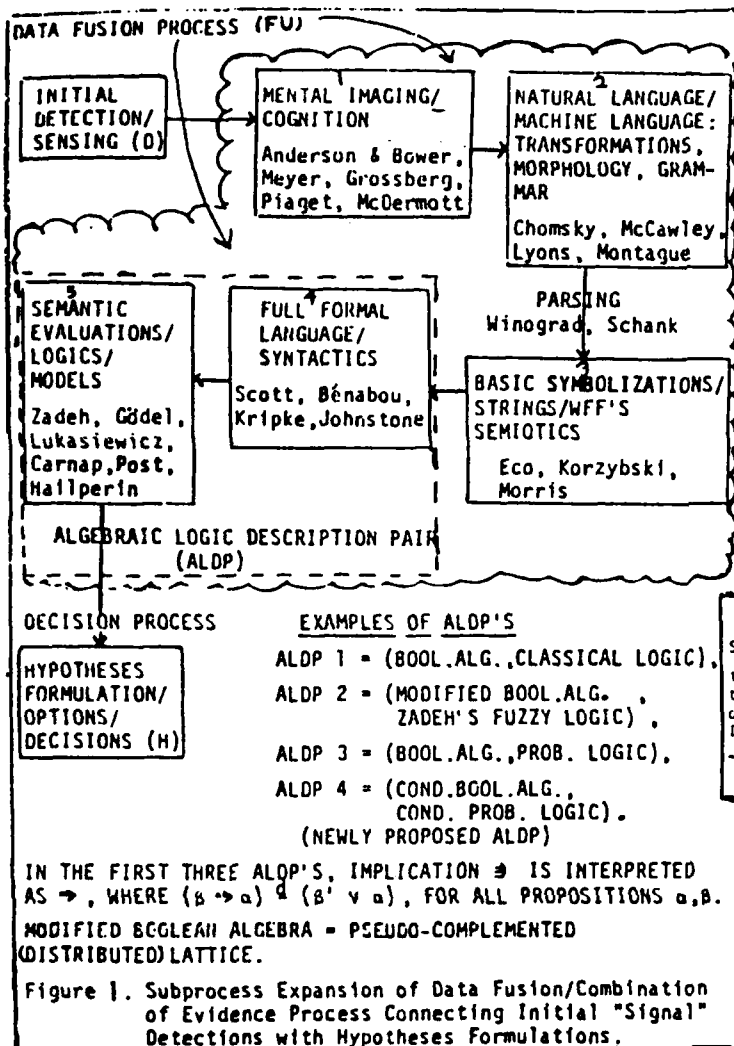 DATA FUSION PROCESS (FU)
INITIAL
DETECTION/
SENSING (D)
1
MENTAL IMAGING/
COGNITION
Anderson & Bower,
Meyer, Grossberg,
Piaget, McDermott
2
NATURAL LANGUAGE/
MACHINE LANGUAGE:
TRANSFORMATIONS,
MORPHOLOGY, GRAM-
MAR
Chomsky, McCawley,
Lyons, Montague
PARSING
Winograd, Schank
3
BASIC SYMBOLIZATIONS/
STRINGS/WFF'S
SEMIOTICS
Eco, Korzybski,
Morris
4
FULL FORMAL
LANGUAGE/
SYNTACTICS
Scott, Bénabou,
Kripke, Johnstone
5
SEMANTIC
EVALUATIONS/
LOGICS/
MODELS
Zadeh, Gödel,
Lukasiewicz,
Carnap, Post,
Hailperin
ALGEBRAIC LOGIC DESCRIPTION PAIR
(ALDP)
DECISION PROCESS
HYPOTHESES
FORMULATION/
OPTIONS/
DECISIONS (H)
EXAMPLES OF ALDP'S
ALDP 1 = (BOOL.ALG.,CLASSICAL LOGIC),
ALDP 2 = (MODIFIED BOOL.ALG. ,
ZADEH'S FUZZY LOGIC) ,
ALDP 3 = (BOOL.ALG.,PROB. LOGIC),
ALDP 4 = (COND.BOOL.ALG.,
COND. PROB. LOGIC).
(NEWLY PROPOSED ALDP)
IN THE FIRST THREE ALDP'S, IMPLICATION ⇒ IS INTERPRETED
AS →, WHERE (β → α) d= (β' ∨ α), FOR ALL PROPOSITIONS α,β.
MODIFIED BOOLEAN ALGEBRA = PSEUDO-COMPLEMENTED
(DISTRIBUTED) LATTICE.
Figure 1. Subprocess Expansion of Data Fusion/Combination
of Evidence Process Connecting Initial "Signal"
Detections with Hypotheses Formulations.